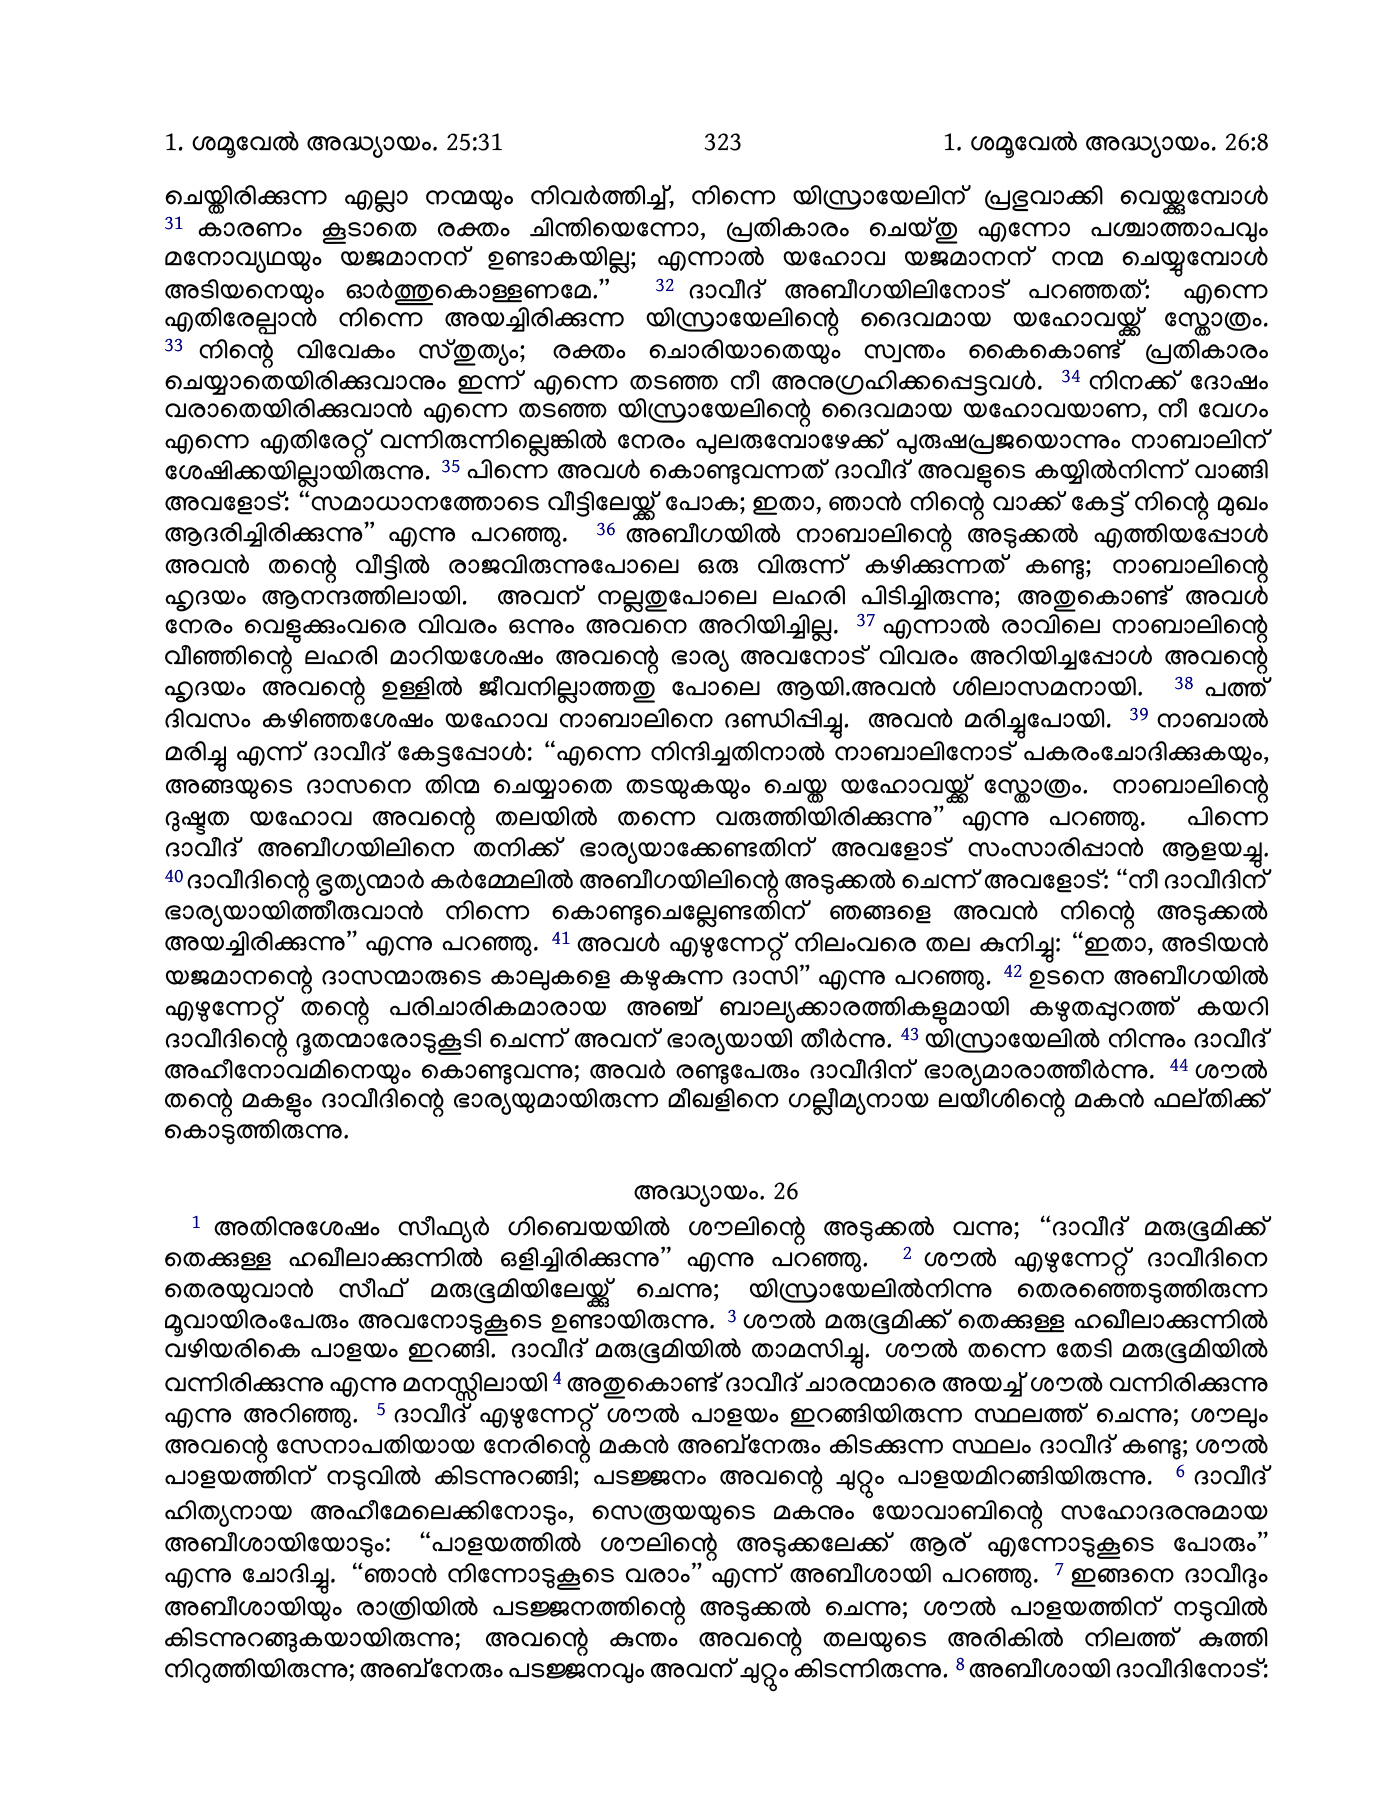 1. ശമൂവേൽ അദ്ധ്യായം. 25:31 323 1. ശമൂവേൽ അദ്ധ്യായം. 26:8
ചെയ്തിരിക്കുന്ന എല്ലാ നന്മയും നിവർത്തിച്ച്, നിന്നെ യിസ്രായേലിന് പ്രഭുവാക്കി വെയ്ക്കുമ്പോൾ
31 കാരണം കൂടാതെ രക്തം ചിന്തിയെന്നോ, പ്രതികാരം ചെയ്തു എന്നോ പശ്ചാത്താപവും
മനോവ്യഥയും യജമാനന് ഉണ്ടാകയില്ല; എന്നാൽ യഹോവ യജമാനന് നന്മ ചെയ്യുമ്പോൾ
അടിയനെയും ഓർത്തുകൊള്ളണമേ.” 32 ദാവീദ് അബീഗയിലിനോട് പറഞ്ഞത്: എന്നെ
എതിരേല്പാൻ നിന്നെ അയച്ചിരിക്കുന്ന യിസ്രായേലിന്റെ ദൈവമായ യഹോവയ്ക്ക് സ്തോത്രം.
33 നിന്റെ വിവേകം സ്തുത്യം; രക്തം ചൊരിയാതെയും സ്വന്തം കൈകൊണ്ട് പ്രതികാരം
ചെയ്യാതെയിരിക്കുവാനും ഇന്ന് എന്നെ തടഞ്ഞ നീ അനുഗ്രഹിക്കപ്പെട്ടവൾ. 34 നിനക്ക് ദോഷം
വരാതെയിരിക്കുവാൻ എന്നെ തടഞ്ഞ യിസ്രായേലിന്റെ ദൈവമായ യഹോവയാണ, നീ വേഗം
എന്നെ എതിരേറ്റ് വന്നിരുന്നില്ലെങ്കിൽ നേരം പുലരുമ്പോഴേക്ക് പുരുഷപ്രജയൊന്നും നാബാലിന്
ശേഷിക്കയില്ലായിരുന്നു. 35 പിന്നെ അവൾ കൊണ്ടുവന്നത് ദാവീദ് അവളുടെ കയ്യിൽനിന്ന് വാങ്ങി
അവളോട്: “സമാധാനത്തോടെ വീട്ടിലേയ്ക്ക് പോക; ഇതാ, ഞാൻ നിന്റെ വാക്ക് കേട്ട് നിന്റെ മുഖം
ആദരിച്ചിരിക്കുന്നു” എന്നു പറഞ്ഞു. 36 അബീഗയിൽ നാബാലിന്റെ അടുക്കൽ എത്തിയപ്പോൾ
അവൻ തന്റെ വീട്ടിൽ രാജവിരുന്നുപോലെ ഒരു വിരുന്ന് കഴിക്കുന്നത് കണ്ടു; നാബാലിന്റെ
ഹൃദയം ആനന്ദത്തിലായി. അവന് നല്ലതുപോലെ ലഹരി പിടിച്ചിരുന്നു; അതുകൊണ്ട് അവൾ
നേരം വെളുക്കുംവരെ വിവരം ഒന്നും അവനെ അറിയിച്ചില്ല. 37 എന്നാൽ രാവിലെ നാബാലിന്റെ
വീഞ്ഞിന്റെ ലഹരി മാറിയശേഷം അവന്റെ ഭാര്യ അവനോട് വിവരം അറിയിച്ചപ്പോൾ അവന്റെ
ഹൃദയം അവന്റെ ഉള്ളിൽ ജീവനില്ലാത്തതു പോലെ ആയി.അവൻ ശിലാസമനായി. 38 പത്ത്
ദിവസം കഴിഞ്ഞശേഷം യഹോവ നാബാലിനെ ദണ്ഡിപ്പിച്ചു. അവൻ മരിച്ചുപോയി. 39 നാബാൽ
മരിച്ചു എന്ന് ദാവീദ് കേട്ടപ്പോൾ: “എന്നെ നിന്ദിച്ചതിനാൽ നാബാലിനോട് പകരംചോദിക്കുകയും,
അങ്ങയുടെ ദാസനെ തിന്മ ചെയ്യാതെ തടയുകയും ചെയ്ത യഹോവയ്ക്ക് സ്തോത്രം. നാബാലിന്റെ
ദുഷ്ടത യഹോവ അവന്റെ തലയിൽ തന്നെ വരുത്തിയിരിക്കുന്നു” എന്നു പറഞ്ഞു. പിന്നെ
ദാവീദ് അബീഗയിലിനെ തനിക്ക് ഭാര്യയാക്കേണ്ടതിന് അവളോട് സംസാരിപ്പാൻ ആളയച്ചു.
40 ദാവീദിന്റെ ഭൃത്യന്മാർ കർമ്മേലിൽ അബീഗയിലിന്റെ അടുക്കൽ ചെന്ന് അവളോട്: “നീ ദാവീദിന്
ഭാര്യയായിത്തീരുവാൻ നിന്നെ കൊണ്ടുചെല്ലേണ്ടതിന് ഞങ്ങളെ അവൻ നിന്റെ അടുക്കൽ
അയച്ചിരിക്കുന്നു” എന്നു പറഞ്ഞു. 41 അവൾ എഴുന്നേറ്റ് നിലംവരെ തല കുനിച്ചു: “ഇതാ, അടിയൻ
യജമാനന്റെ ദാസന്മാരുടെ കാലുകളെ കഴുകുന്ന ദാസി” എന്നു പറഞ്ഞു. 42 ഉടനെ അബീഗയിൽ
എഴുന്നേറ്റ് തന്റെ പരിചാരികമാരായ അഞ്ച് ബാല്യക്കാരത്തികളുമായി കഴുതപ്പുറത്ത് കയറി
ദാവീദിന്റെ ദൂതന്മാരോടുകൂടി ചെന്ന് അവന് ഭാര്യയായി തീർന്നു. 43 യിസ്രായേലിൽ നിന്നും ദാവീദ്
അഹീനോവമിനെയും കൊണ്ടുവന്നു; അവർ രണ്ടുപേരും ദാവീദിന് ഭാര്യമാരാത്തീർന്നു. 44 ശൗൽ
തന്റെ മകളും ദാവീദിന്റെ ഭാര്യയുമായിരുന്ന മീഖളിനെ ഗല്ലീമ്യനായ ലയീശിന്റെ മകൻ ഫല്തിക്ക്
കൊടുത്തിരുന്നു.
അദ്ധ്യായം. 26
1 അതിനുശേഷം സീഫ്യർ ഗിബെയയിൽ ശൗലിന്റെ അടുക്കൽ വന്നു; “ദാവീദ് മരുഭൂമിക്ക്
തെക്കുള്ള ഹഖീലാക്കുന്നിൽ ഒളിച്ചിരിക്കുന്നു” എന്നു പറഞ്ഞു. 2 ശൗൽ എഴുന്നേറ്റ് ദാവീദിനെ
തെരയുവാൻ സീഫ് മരുഭൂമിയിലേയ്ക്കു ചെന്നു; യിസ്രായേലിൽനിന്നു തെരഞ്ഞെടുത്തിരുന്ന
മൂവായിരംപേരും അവനോടുകൂടെ ഉണ്ടായിരുന്നു. 3 ശൗൽ മരുഭൂമിക്ക് തെക്കുള്ള ഹഖീലാക്കുന്നിൽ
വഴിയരികെ പാളയം ഇറങ്ങി. ദാവീദ് മരുഭൂമിയിൽ താമസിച്ചു. ശൗൽ തന്നെ തേടി മരുഭൂമിയിൽ
വന്നിരിക്കുന്നു എന്നു മനസ്സിലായി 4 അതുകൊണ്ട് ദാവീദ് ചാരന്മാരെ അയച്ച് ശൗൽ വന്നിരിക്കുന്നു
എന്നു അറിഞ്ഞു. 5 ദാവീദ് എഴുന്നേറ്റ് ശൗൽ പാളയം ഇറങ്ങിയിരുന്ന സ്ഥലത്ത് ചെന്നു; ശൗലും
അവന്റെ സേനാപതിയായ നേരിന്റെ മകൻ അബ്നേരും കിടക്കുന്ന സ്ഥലം ദാവീദ് കണ്ടു; ശൗൽ
പാളയത്തിന് നടുവിൽ കിടന്നുറങ്ങി; പടജ്ജനം അവന്റെ ചുറ്റും പാളയമിറങ്ങിയിരുന്നു. 6 ദാവീദ്
ഹിത്യനായ അഹീമേലെക്കിനോടും, സെരൂയയുടെ മകനും യോവാബിന്റെ സഹോദരനുമായ
അബീശായിയോടും: “പാളയത്തിൽ ശൗലിന്റെ അടുക്കലേക്ക് ആര് എന്നോടുകൂടെ പോരും”
എന്നു ചോദിച്ചു. “ഞാൻ നിന്നോടുകൂടെ വരാം” എന്ന് അബീശായി പറഞ്ഞു. 7 ഇങ്ങനെ ദാവീദും
അബീശായിയും രാത്രിയിൽ പടജ്ജനത്തിന്റെ അടുക്കൽ ചെന്നു; ശൗൽ പാളയത്തിന് നടുവിൽ
കിടന്നുറങ്ങുകയായിരുന്നു; അവന്റെ കുന്തം അവന്റെ തലയുടെ അരികിൽ നിലത്ത് കുത്തി
നിറുത്തിയിരുന്നു; അബ്നേരും പടജ്ജനവും അവന് ചുറ്റും കിടന്നിരുന്നു. 8 അബീശായി ദാവീദിനോട്: